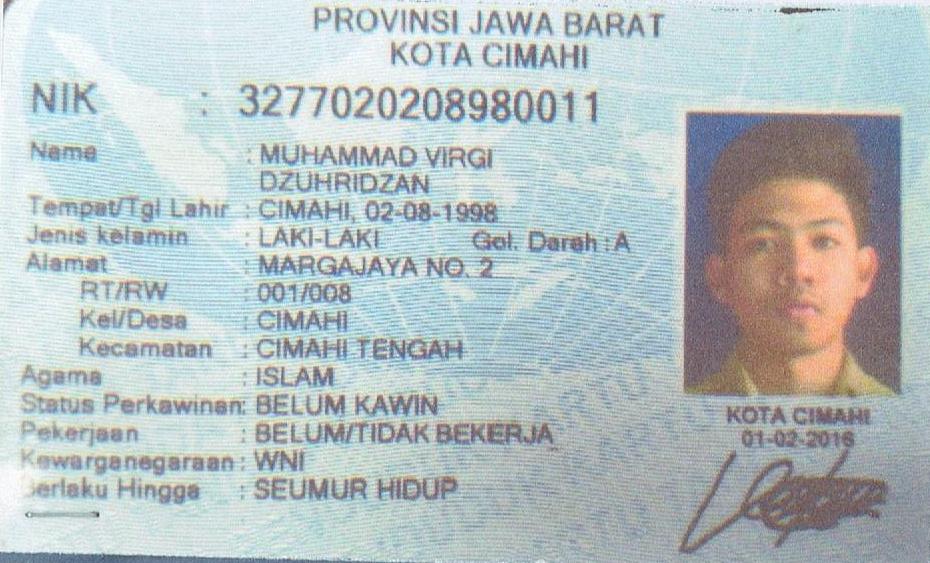 PROVINSI JAWA BARAT
KOTA CIMAHI
NIK : 3277020208980011
Nama : MUHAMMAD VIRGI
DZUHRIDZAN
Tempat/Tgl Lahir : CIMAHI, 02-08-1998
Jenis kelamin : LAKI-LAKI Gol. Darah : A
Alamat : MARGAJAYA NO. 2
RT/RW : 001/008
Kel/Desa : CIMAHI
Kecamatan : CIMAHI TENGAH
Agama : ISLAM
Status Perkawinan: BELUM KAWIN
Pekerjaan : BELUM/TIDAK BEKERJA
Kewarganegaraan : WNI
Berlaku Hingga : SEUMUR HIDUP
KOTA CIMAHI
01-02-2016